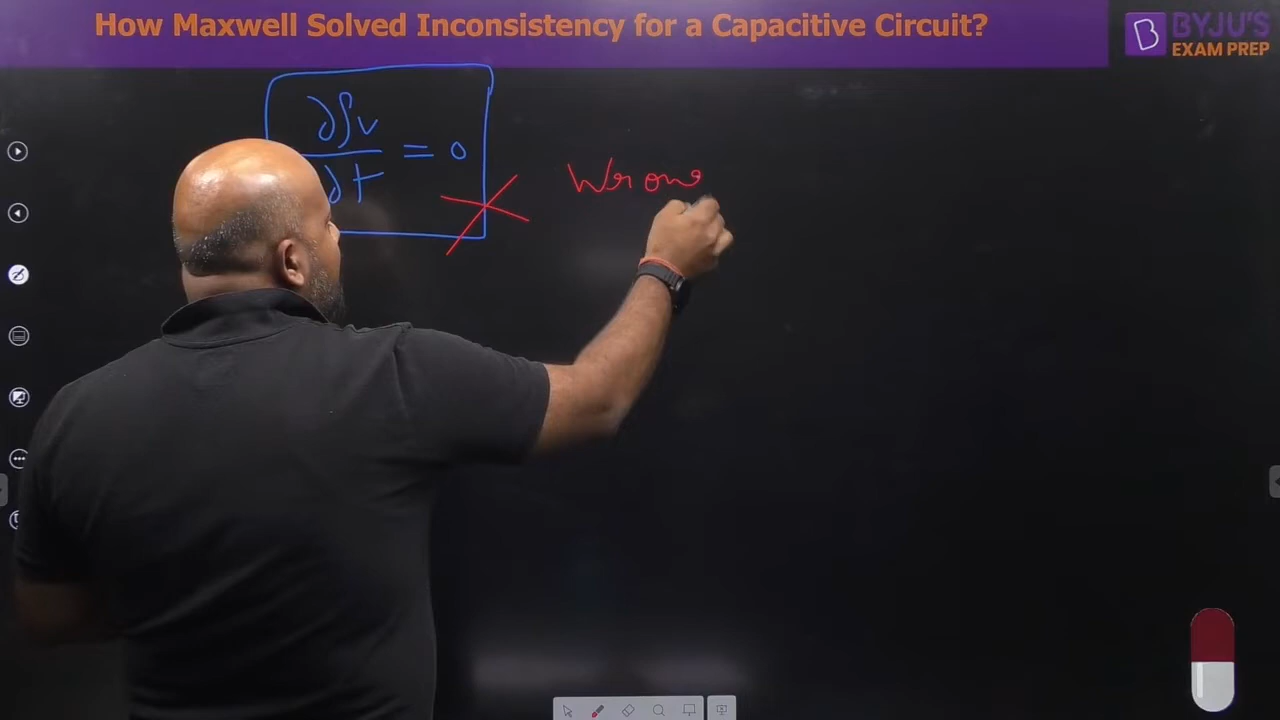 How Maxwell Solved Inconsistency for a Capacitive Circuit?
BYJU'S
EXAM PREP
∂ρv
∂t
= 0
Wrong